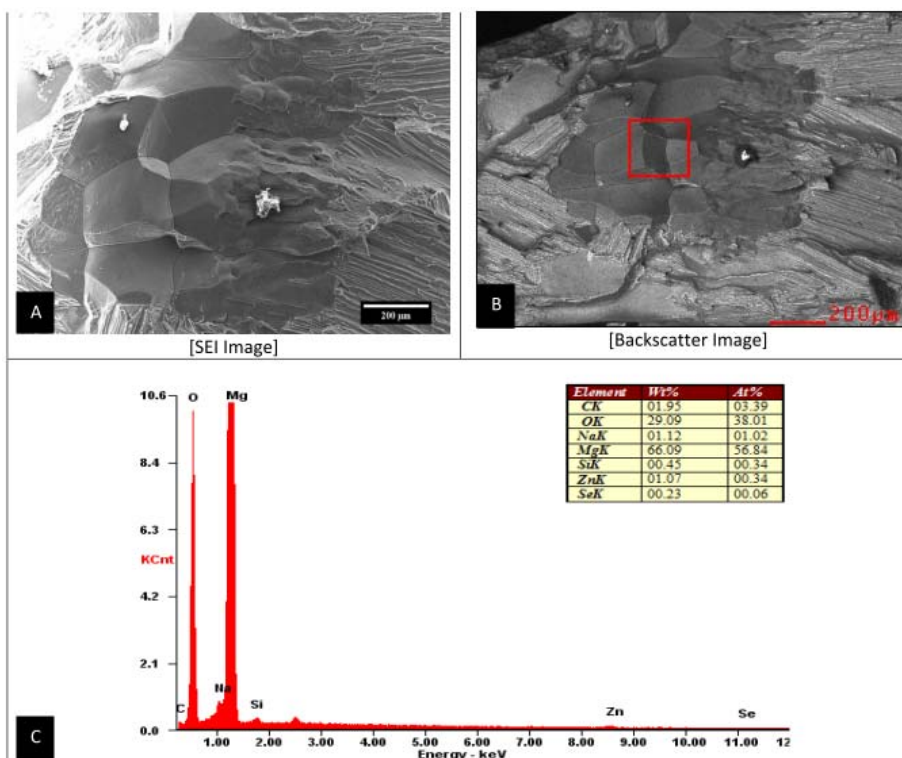 A
200 µm
B
200µm
[SEI Image]
[Backscatter Image]
Element Wt% At%
CK 01.95 03.39
OK 29.09 38.01
NaK 01.12 01.02
MgK 66.09 56.84
SiK 00.45 00.34
ZnK 01.07 00.34
SeK 00.23 00.06
10.6
8.4
6.3
KCnt
4.2
2.1
0.0
O
Mg
C
Na
Si
Zn
Se
1.00 2.00 3.00 4.00 5.00 6.00 7.00 8.00 9.00 10.00 11.00 12
Energy - keV
C